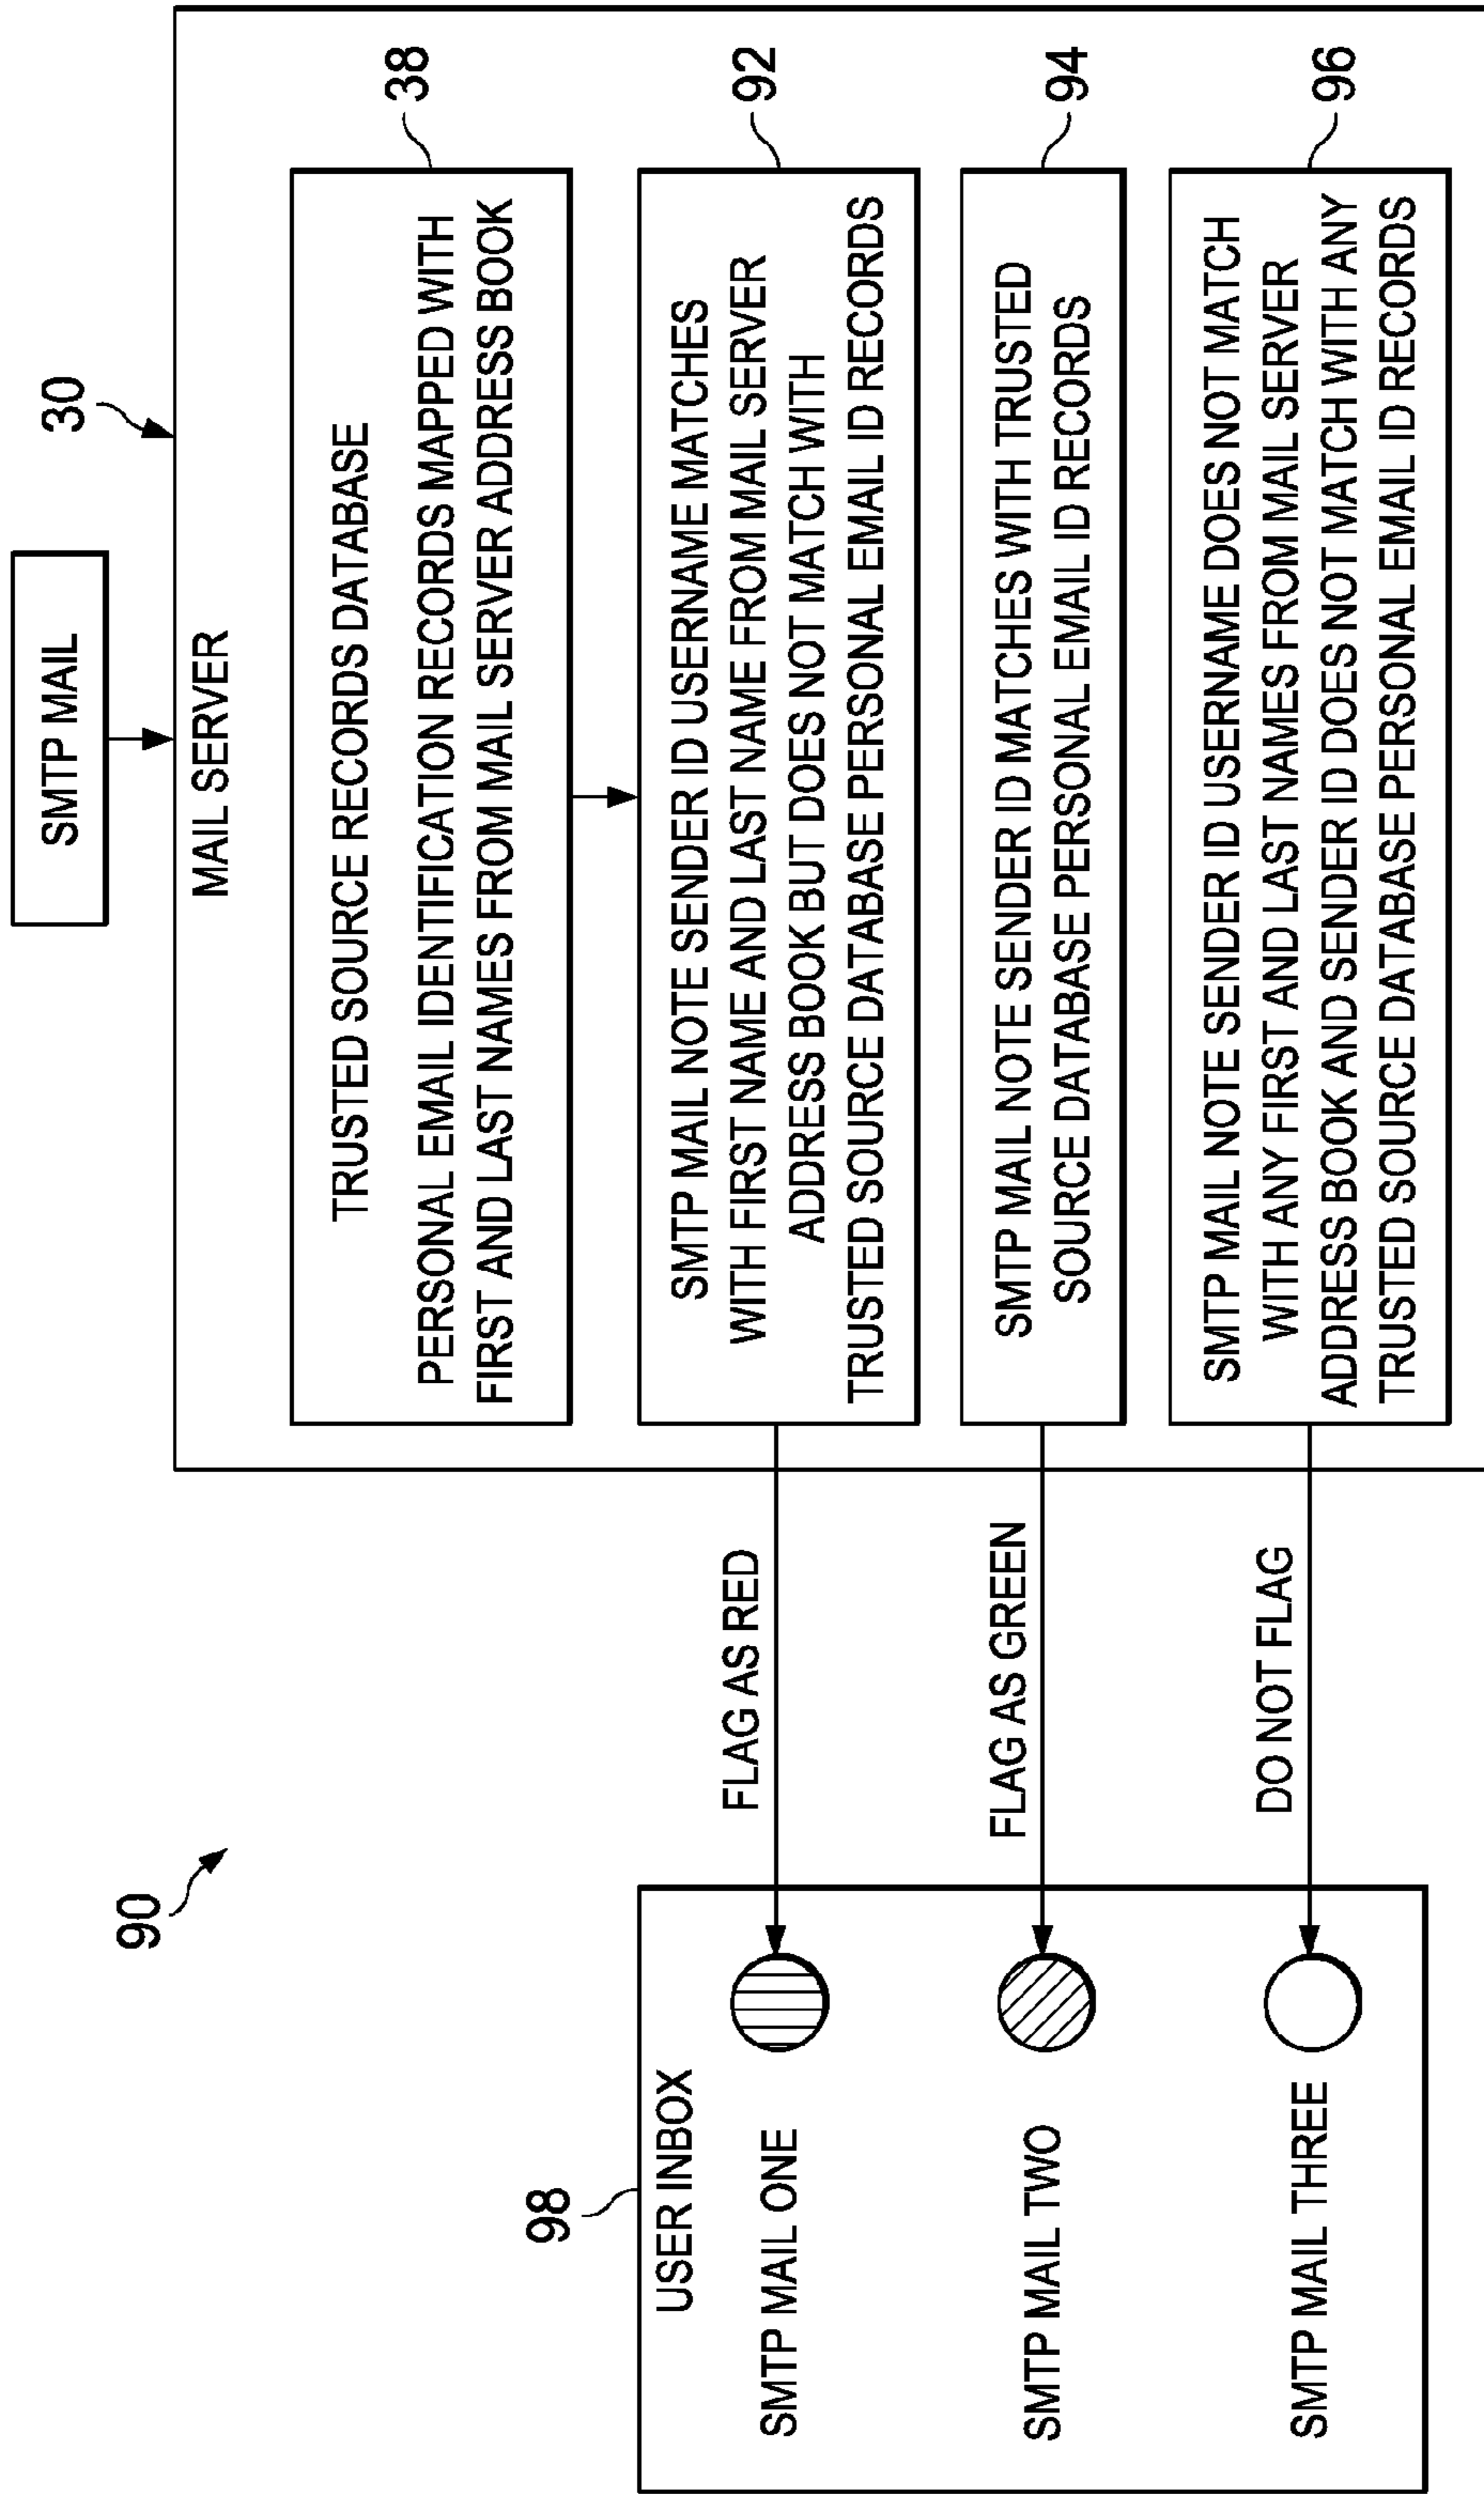 90
SMTP MAIL
30
MAIL SERVER
TRUSTED SOURCE RECORDS DATABASE
PERSONAL EMAIL IDENTIFICATION RECORDS MAPPED WITH
FIRST AND LAST NAMES FROM MAIL SERVER ADDRESS BOOK
38
98
USER INBOX
SMTP MAIL ONE
FLAG AS RED
SMTP MAIL NOTE SENDER ID USERNAME MATCHES
WITH FIRST NAME AND LAST NAME FROM MAIL SERVER
ADDRESS BOOK BUT DOES NOT MATCH WITH
TRUSTED SOURCE DATABASE PERSONAL EMAIL ID RECORDS
92
SMTP MAIL TWO
FLAG AS GREEN
SMTP MAIL NOTE SENDER ID MATCHES WITH TRUSTED
SOURCE DATABASE PERSONAL EMAIL ID RECORDS
94
SMTP MAIL THREE
DO NOT FLAG
SMTP MAIL NOTE SENDER ID USERNAME DOES NOT MATCH
WITH ANY FIRST AND LAST NAMES FROM MAIL SERVER
ADDRESS BOOK AND SENDER ID DOES NOT MATCH WITH ANY
TRUSTED SOURCE DATABASE PERSONAL EMAIL ID RECORDS
96